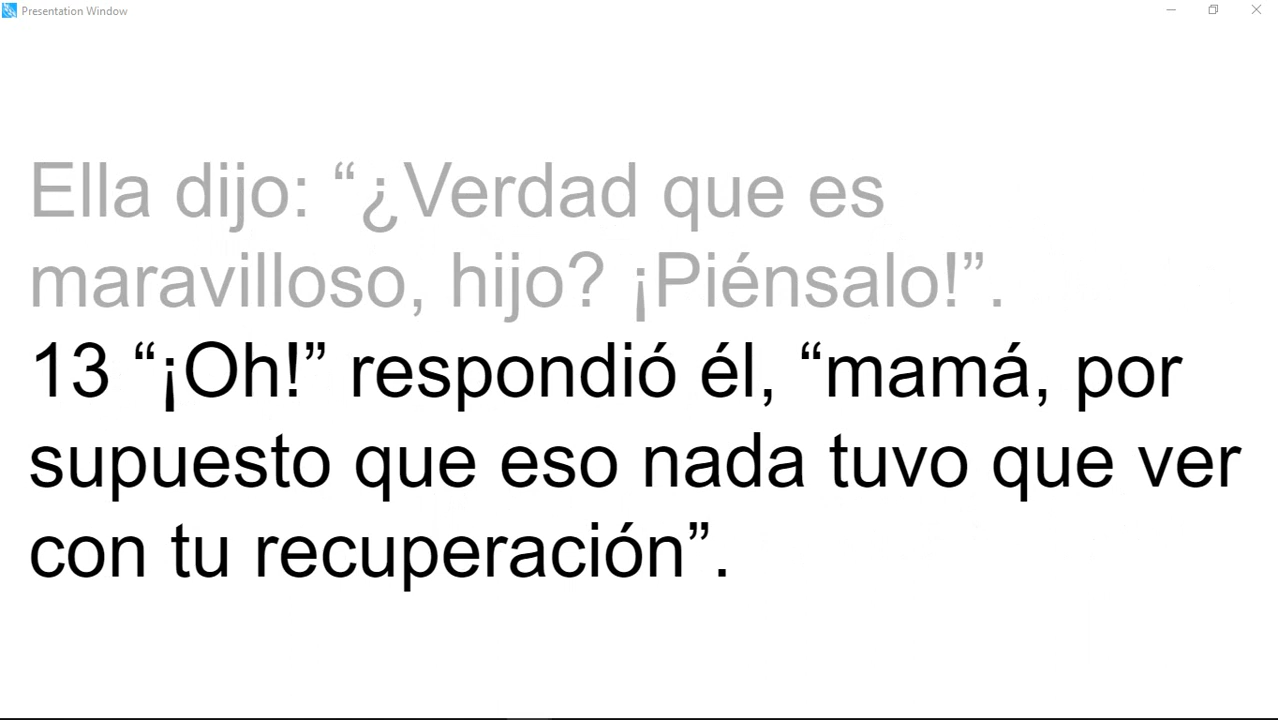 Presentation Window
Ella dijo: “¿Verdad que es
maravilloso, hijo? ¡Piénsalo!”.
13 “¡Oh!” respondió él, “mamá, por
supuesto que eso nada tuvo que ver
con tu recuperación”.